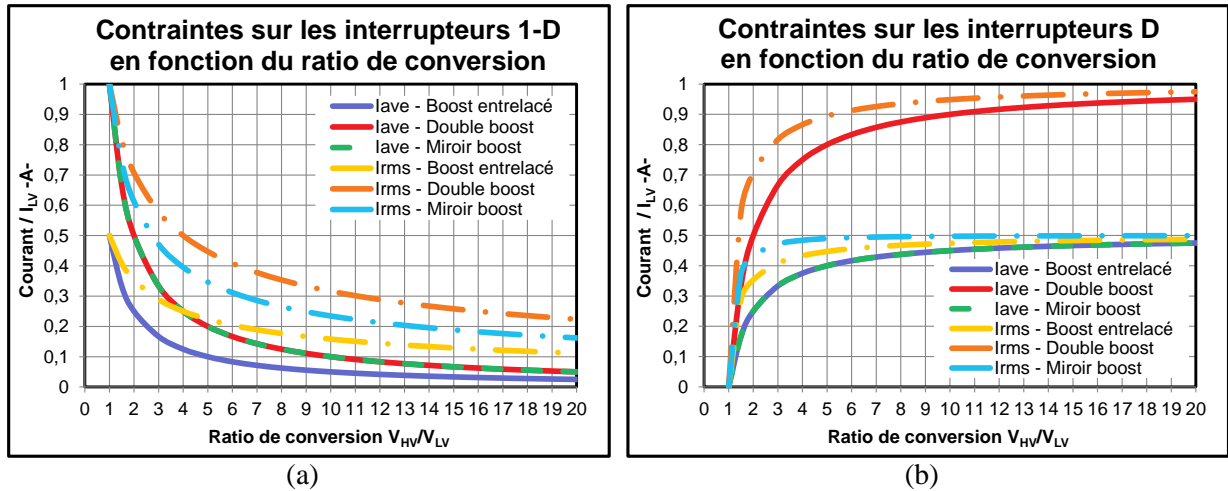 Contraintes sur les interrupteurs 1-D
en fonction du ratio de conversion
Courant / I_LV -A-
1
0,9
0,8
0,7
0,6
0,5
0,4
0,3
0,2
0,1
0
Iave - Boost entrelacé
Iave - Double boost
Iave - Miroir boost
Irms - Boost entrelacé
Irms - Double boost
Irms - Miroir boost
0 1 2 3 4 5 6 7 8 9 10 11 12 13 14 15 16 17 18 19 20
Ratio de conversion V_HV/V_LV
(a)
Contraintes sur les interrupteurs D
en fonction du ratio de conversion
Courant / I_LV -A-
1
0,9
0,8
0,7
0,6
0,5
0,4
0,3
0,2
0,1
0
Iave - Boost entrelacé
Iave - Double boost
Iave - Miroir boost
Irms - Boost entrelacé
Irms - Double boost
Irms - Miroir boost
0 1 2 3 4 5 6 7 8 9 10 11 12 13 14 15 16 17 18 19 20
Ratio de conversion V_HV/V_LV
(b)